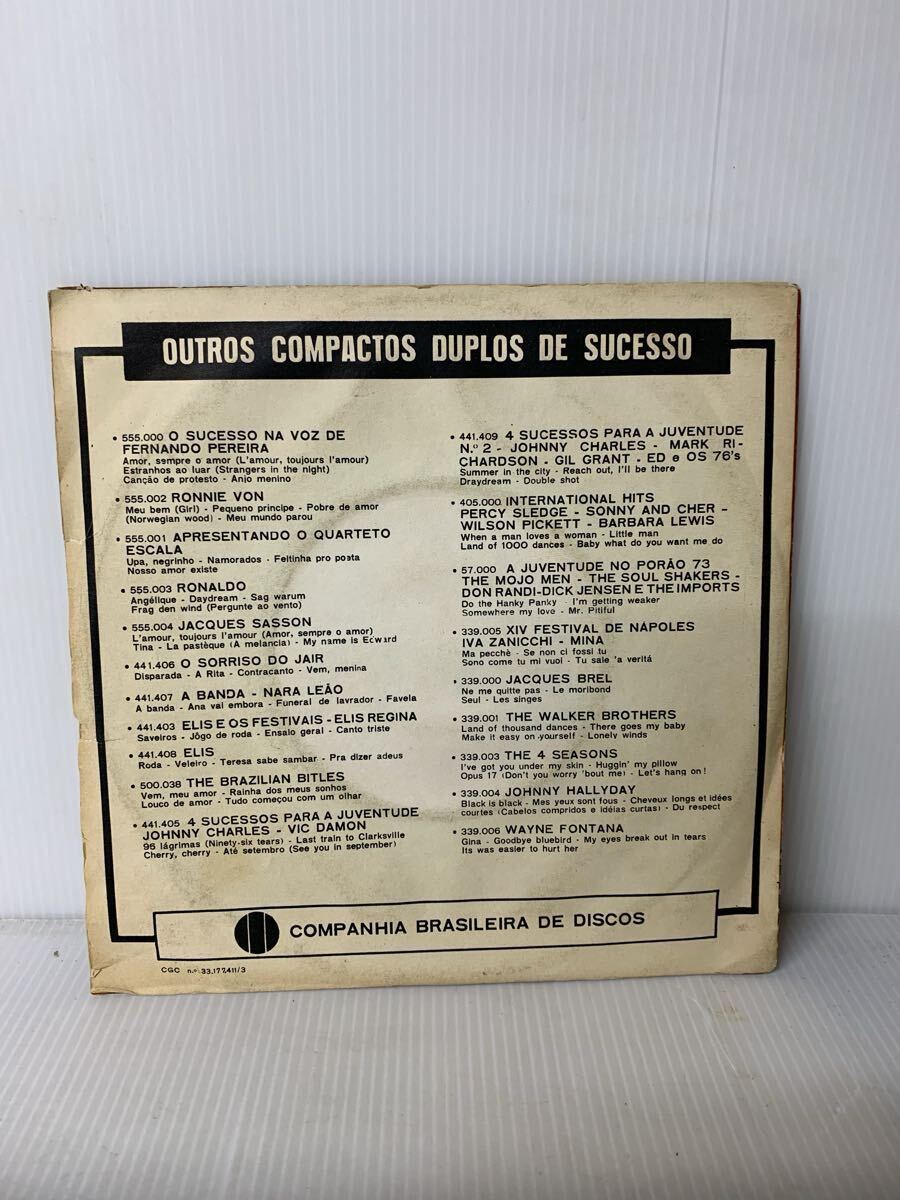 OUTROS COMPACTOS DUPLOS DE SUCESSO
• 555.000 O SUCESSO NA VOZ DE
FERNANDO PEREIRA
Amor, sempre o amor (L'amour, toujours l'amour)
Estranhos ao luar (Strangers in the night)
Canção de protesto - Anjo menino
• 555.002 RONNIE VON
Meu bem (Girl) - Pequeno principe - Pobre de amor
(Norwegian wood) - Meu mundo parou
• 555.001 APRESENTANDO O QUARTETO
ESCALA
Upa, negrinho - Namorados - Feitinha pro posta
Nosso amor existe
• 555.003 RONALDO
Angélique - Daydream - Sag warum
Frag den wind (Pergunte ao vento)
• 555.004 JACQUES SASSON
L'amour, toujours l'amour (Amor, sempre o amor)
Tina - La pastèque (A melancia) - My name is Edward
• 441.406 O SORRISO DO JAIR
Disparada - A Rita - Contracanto - Vem, menina
• 441.407 A BANDA - NARA LEÃO
A banda - Ana vai embora - Funeral de lavrador - Favela
• 441.403 ELIS E OS FESTIVAIS - ELIS REGINA
Saveiros - Jôgo de roda - Ensaio geral - Canto triste
• 441.408 ELIS
Roda - Veleiro - Teresa sabe sambar - Pra dizer adeus
• 500.038 THE BRAZILIAN BITLES
Vem, meu amor - Rainha dos meus sonhos
Louco de amor - Tudo começou com um olhar
• 441.405 4 SUCESSOS PARA A JUVENTUDE
JOHNNY CHARLES - VIC DAMON
96 lágrimas (Ninety-six tears) - Last train to Clarksville
Cherry, cherry - Até setembro (See you in september)
• 441.409 4 SUCESSOS PARA A JUVENTUDE
N.º 2 - JOHNNY CHARLES - MARK RI-
CHARDSON - GIL GRANT - ED e OS 76's
Summer in the city - Reach out, I'll be there
Draydream - Double shot
• 405.000 INTERNATIONAL HITS
PERCY SLEDGE - SONNY AND CHER -
WILSON PICKETT - BARBARA LEWIS
When a man loves a woman - Little man
Land of 1000 dances - Baby what do you want me do
• 57.000 A JUVENTUDE NO PORÃO 73
THE MOJO MEN - THE SOUL SHAKERS -
DON RANDI-DICK JENSEN E THE IMPORTS
Do the Hanky Panky - I'm getting weaker
Somewhere my love - Mr. Pitiful
• 339.005 XIV FESTIVAL DE NÁPOLES
IVA ZANICCHI - MINA
Ma pecchè - Se non ci fossi tu
Sono come tu mi vuoi - Tu sale 'a veritá
• 339.000 JACQUES BREL
Ne me quitte pas - Le moribond
Seul - Les singes
• 339.001 THE WALKER BROTHERS
Land of thousand dances - There goes my baby
Make it easy on yourself - Lonely winds
• 339.003 THE 4 SEASONS
I've got you under my skin - Huggin' my pillow
Opus 17 (Don't you worry 'bout me) - Let's hang on!
• 339.004 JOHNNY HALLYDAY
Black is black - Mes yeux sont fous - Cheveux longs et idées
courtes (Cabelos compridos e idéias curtas) - Du respect
• 339.006 WAYNE FONTANA
Gina - Goodbye bluebird - My eyes break out in tears
Its was easier to hurt her
COMPANHIA BRASILEIRA DE DISCOS
CGC n.º 33.177.411/3